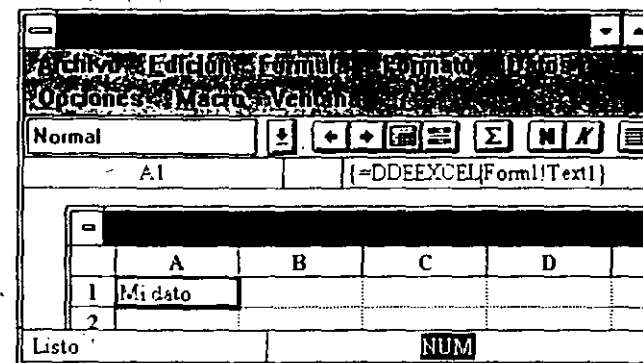 Archivo Edición Fórmula Formato Datos
Opciones Macro Ventana
Normal Σ N K
A1 {=DDEEXCEL|Form1!Text1}
A B C D
1 Mi dato
2
Listo NUM